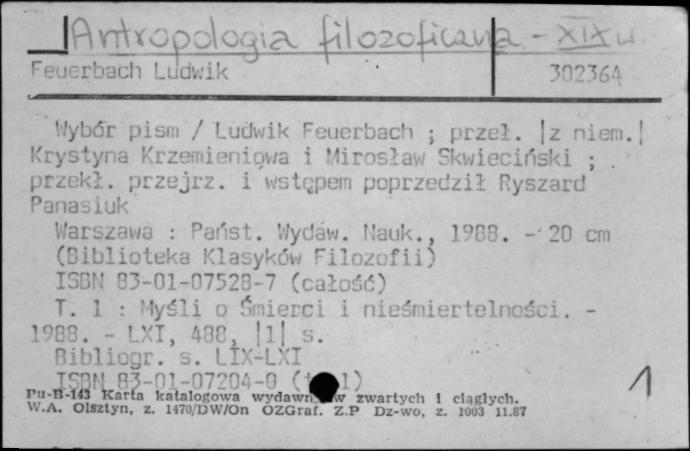 Antropologia filozoficzna - XIX w.
Feuerbach Ludwik 302364
Wybór pism / Ludwik Feuerbach ; przeł. |z niem.|
Krystyna Krzemieniowa i Mirosław Skwieciński ;
przekł. przejrz. i wstępem poprzedził Ryszard
Panasiuk
Warszawa : Państ. Wydaw. Nauk., 1988. - 20 cm
(Biblioteka Klasyków Filozofii)
ISBN 83-01-07528-7 (całość)
T. 1 : Myśli o śmierci i nieśmiertelności. -
1988. - LXI, 488, |1| s.
Bibliogr. s. LIX-LXI
ISBN 83-01-07204-0 (t. 1)
1
Pu-B-143 Karta katalogowa wydawnictw zwartych i ciągłych.
W.A. Olsztyn, z. 1470/DW/On OZGraf. Z.P Dz-wo, z. 1003 11.87